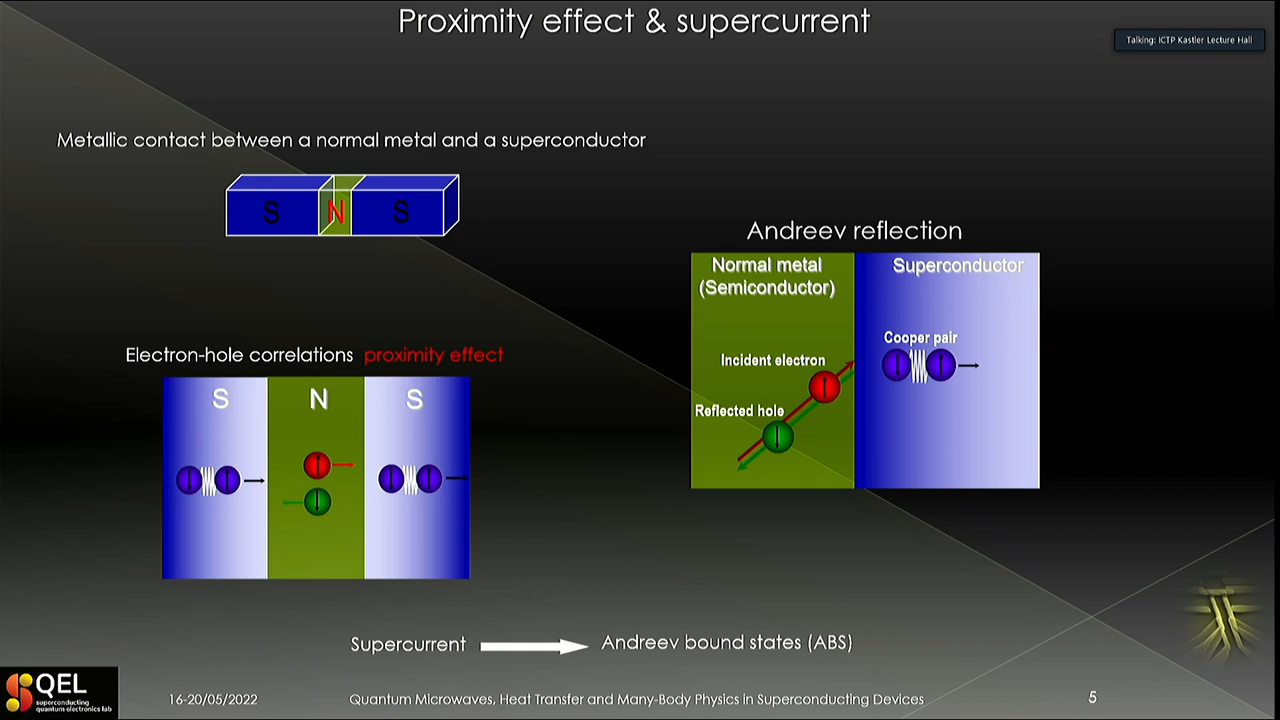 Proximity effect & supercurrent
Talking: ICTP Kastler Lecture Hall
Metallic contact between a normal metal and a superconductor
S
N
S
Andreev reflection
Normal metal
(Semiconductor)
Superconductor
Cooper pair
Incident electron
Reflected hole
Electron-hole correlations proximity effect
S
N
S
Supercurrent
Andreev bound states (ABS)
SQEL
superconducting
quantum electronics lab
16-20/05/2022
Quantum Microwaves, Heat Transfer and Many-Body Physics in Superconducting Devices
5